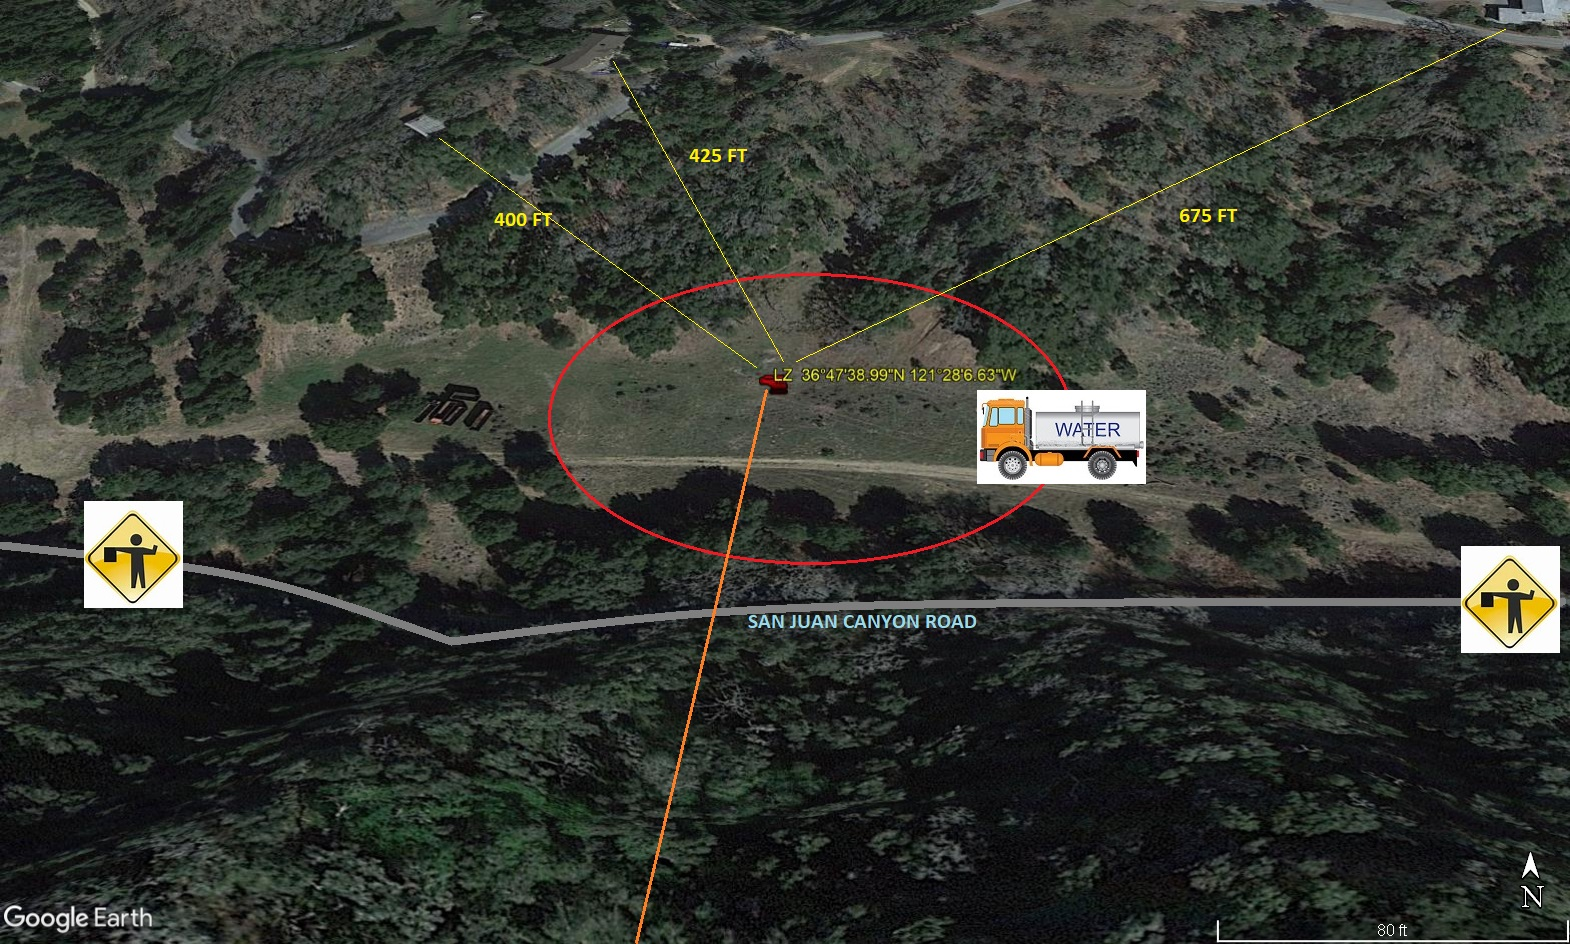 425 FT
400 FT
675 FT
LZ 36°47'38.99"N 121°28'6.63"W
WATER
SAN JUAN CANYON ROAD
N
Google Earth
80 ft